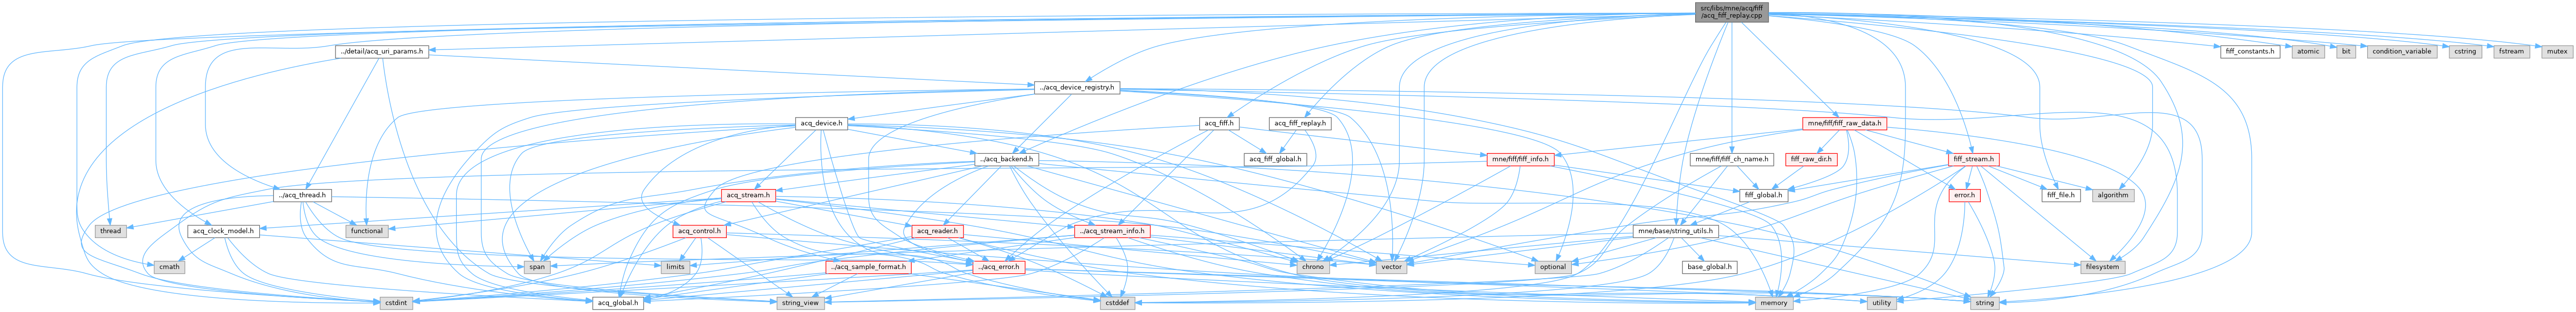 src/libs/mne/acq/fiff
/acq_fiff_replay.cpp
../detail/acq_uri_params.h
fiff_constants.h
atomic
bit
condition_variable
cstring
fstream
mutex
../acq_device_registry.h
acq_device.h
acq_fiff.h
acq_fiff_replay.h
mne/fiff/fiff_raw_data.h
../acq_backend.h
acq_fiff_global.h
mne/fiff/fiff_info.h
fiff_raw_dir.h
mne/fiff/fiff_ch_name.h
fiff_stream.h
../acq_thread.h
acq_stream.h
fiff_global.h
error.h
fiff_file.h
algorithm
thread
acq_clock_model.h
functional
acq_control.h
acq_reader.h
../acq_stream_info.h
mne/base/string_utils.h
cmath
span
limits
../acq_sample_format.h
../acq_error.h
chrono
vector
optional
base_global.h
filesystem
cstdint
acq_global.h
string_view
cstddef
memory
utility
string